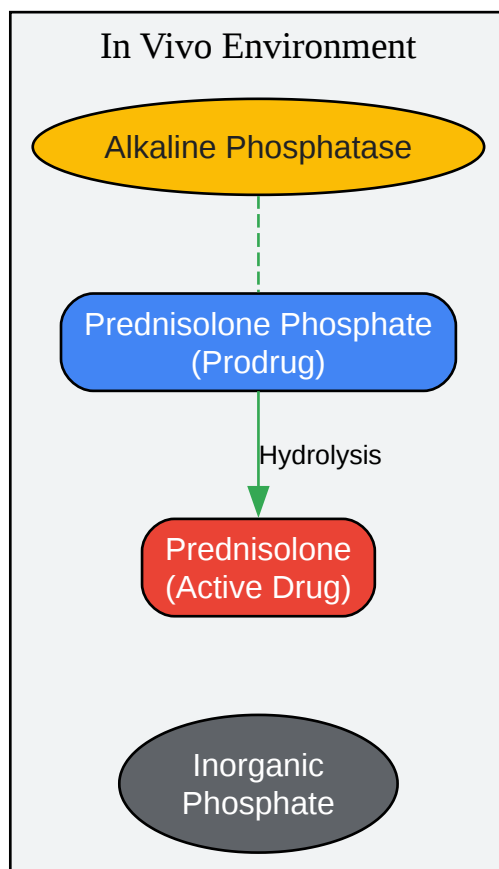 In Vivo Environment
Alkaline Phosphatase
Prednisolone Phosphate
(Prodrug)
Hydrolysis
Prednisolone
(Active Drug)
Inorganic
Phosphate